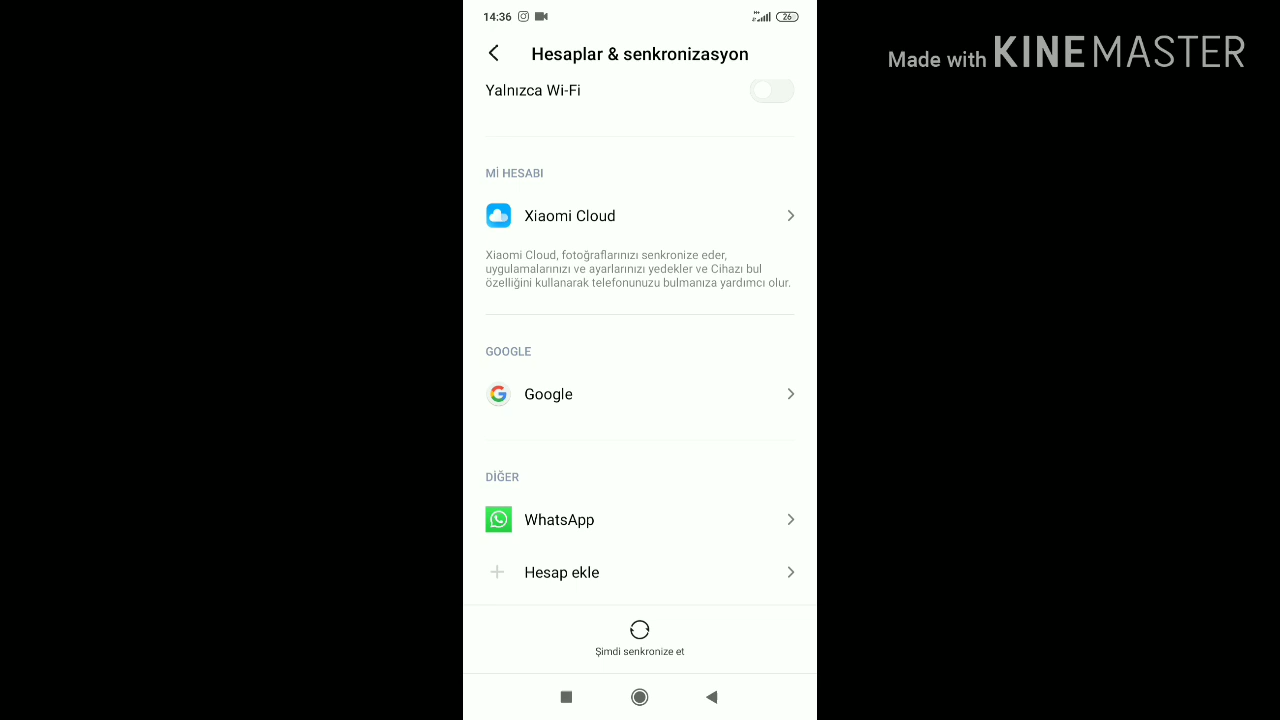 14:36
26
Made with KINEMASTER
Hesaplar & senkronizasyon
Yalnızca Wi-Fi
Mİ HESABI
Xiaomi Cloud
Xiaomi Cloud, fotoğraflarınızı senkronize eder,
uygulamalarınızı ve ayarlarınızı yedekler ve Cihazı bul
özelliğini kullanarak telefonunuzu bulmanıza yardımcı olur.
GOOGLE
Google
DİĞER
WhatsApp
Hesap ekle
Şimdi senkronize et